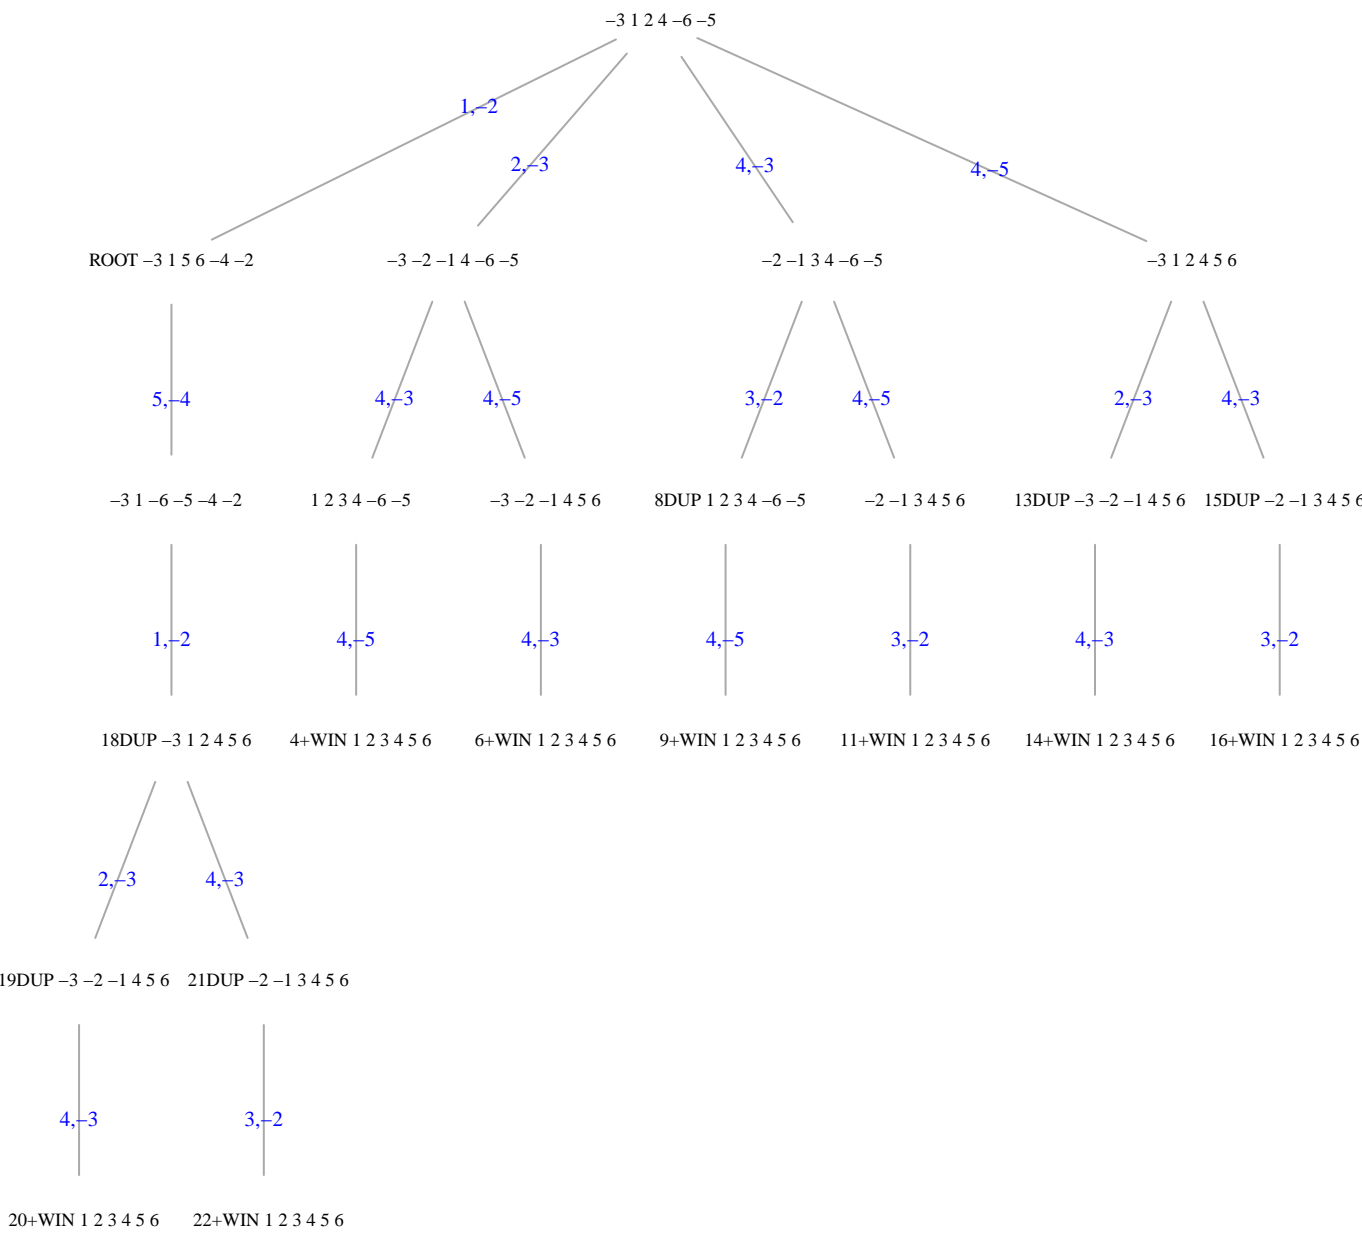 –3 1 2 4 –6 –5
1,–2
2,–3
4,–3
4,–5
ROOT –3 1 5 6 –4 –2
–3 –2 –1 4 –6 –5
–2 –1 3 4 –6 –5
–3 1 2 4 5 6
5,–4
4,–3
4,–5
3,–2
4,–5
2,–3
4,–3
–3 1 –6 –5 –4 –2
1 2 3 4 –6 –5
–3 –2 –1 4 5 6
8DUP 1 2 3 4 –6 –5
–2 –1 3 4 5 6
13DUP –3 –2 –1 4 5 6
15DUP –2 –1 3 4 5 6
1,–2
4,–5
4,–3
4,–5
3,–2
4,–3
3,–2
18DUP –3 1 2 4 5 6
4+WIN 1 2 3 4 5 6
6+WIN 1 2 3 4 5 6
9+WIN 1 2 3 4 5 6
11+WIN 1 2 3 4 5 6
14+WIN 1 2 3 4 5 6
16+WIN 1 2 3 4 5 6
2,–3
4,–3
19DUP –3 –2 –1 4 5 6
21DUP –2 –1 3 4 5 6
4,–3
3,–2
20+WIN 1 2 3 4 5 6
22+WIN 1 2 3 4 5 6